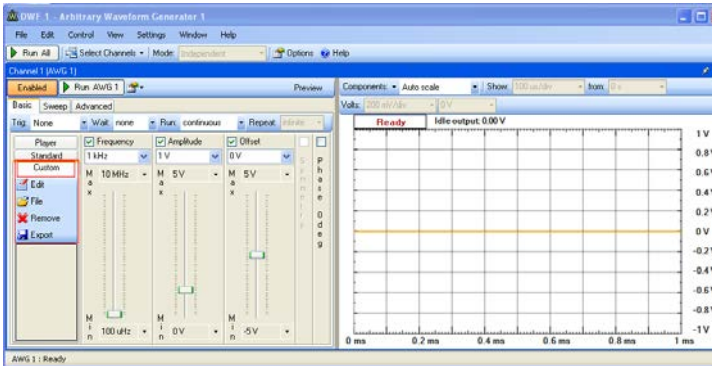 DWF 1 - Arbitrary Waveform Generator 1
File Edit Control View Settings Window Help
Run All Select Channels Mode: Independent Options Help
Channel 1 (AWG 1)
Enabled Run AWG 1 Preview Components: Auto scale Show: 100 us/div from: 0 s
Basic Sweep Advanced Volts: 200 mV/div 0 V
Trig: None Wait: none Run: continuous Repeat: infinite
Ready Idle output: 0.00 V
Player Frequency Amplitude Offset
Standard 1 kHz 1 V 0 V
Custom Max 10 MHz Max 5 V Max 5 V
Edit
File
Remove
Export
Symmetry
Phase 0 deg
Min 100 uHz Min 0 V Min -5 V
1 V
0.8
0.6
0.4
0.2
0 V
-0.2
-0.4
-0.6
-0.8
-1 V
0 ms 0.2 ms 0.4 ms 0.6 ms 0.8 ms 1 ms
AWG 1 : Ready